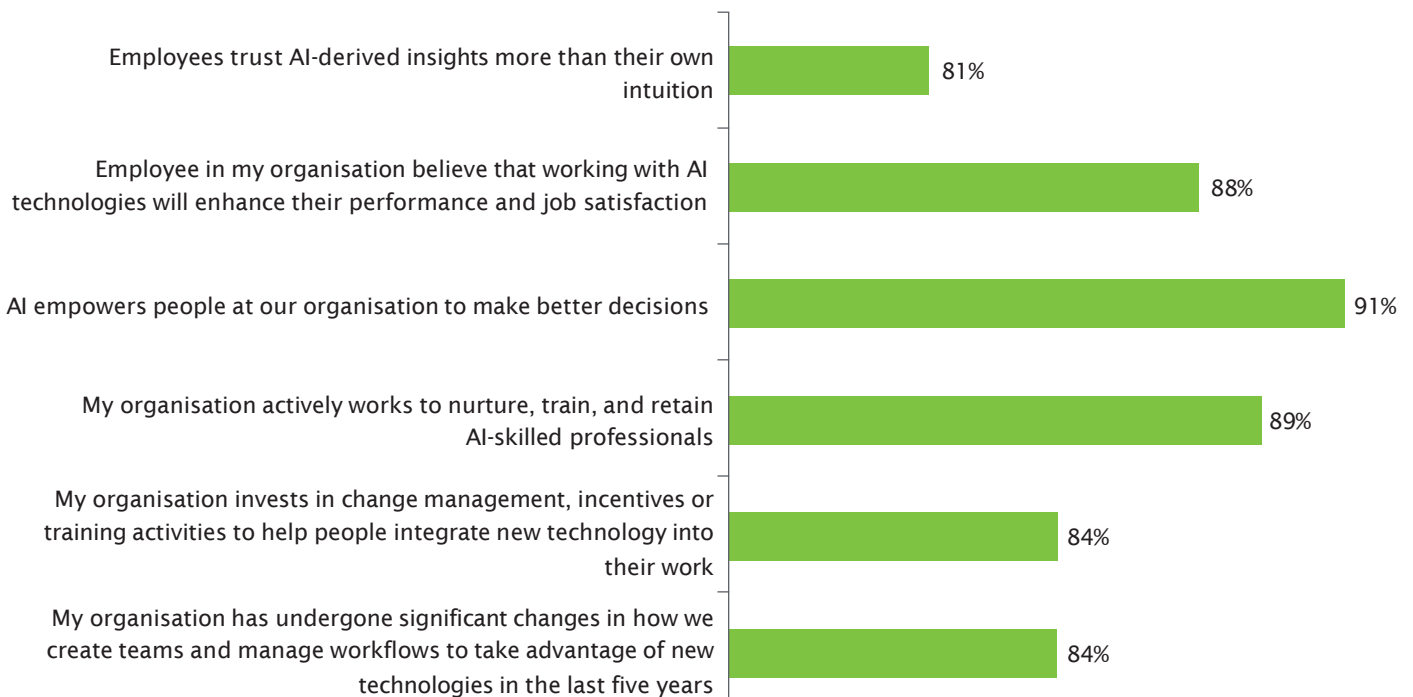 Employees trust AI-derived insights more than their own
intuition
81%
Employee in my organisation believe that working with AI
technologies will enhance their performance and job satisfaction
88%
AI empowers people at our organisation to make better decisions
91%
My organisation actively works to nurture, train, and retain
AI-skilled professionals
89%
My organisation invests in change management, incentives or
training activities to help people integrate new technology into
their work
84%
My organisation has undergone significant changes in how we
create teams and manage workflows to take advantage of new
technologies in the last five years
84%